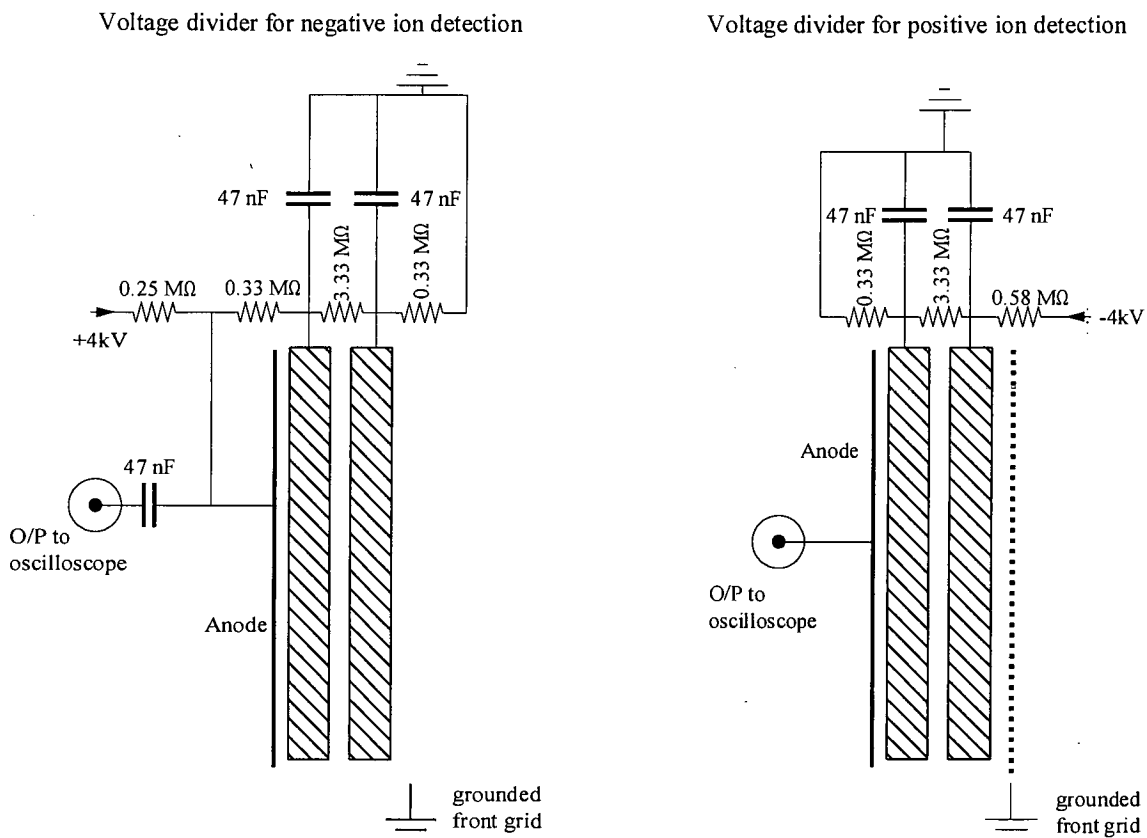 Voltage divider for negative ion detection
47 nF
47 nF
3.33 MΩ
0.33 MΩ
0.25 MΩ
0.33 MΩ
+4kV
47 nF
O/P to
oscilloscope
Anode
grounded
front grid
Voltage divider for positive ion detection
47 nF
47 nF
0.33 MΩ
3.33 MΩ
0.58 MΩ
-4kV
Anode
O/P to
oscilloscope
grounded
front grid